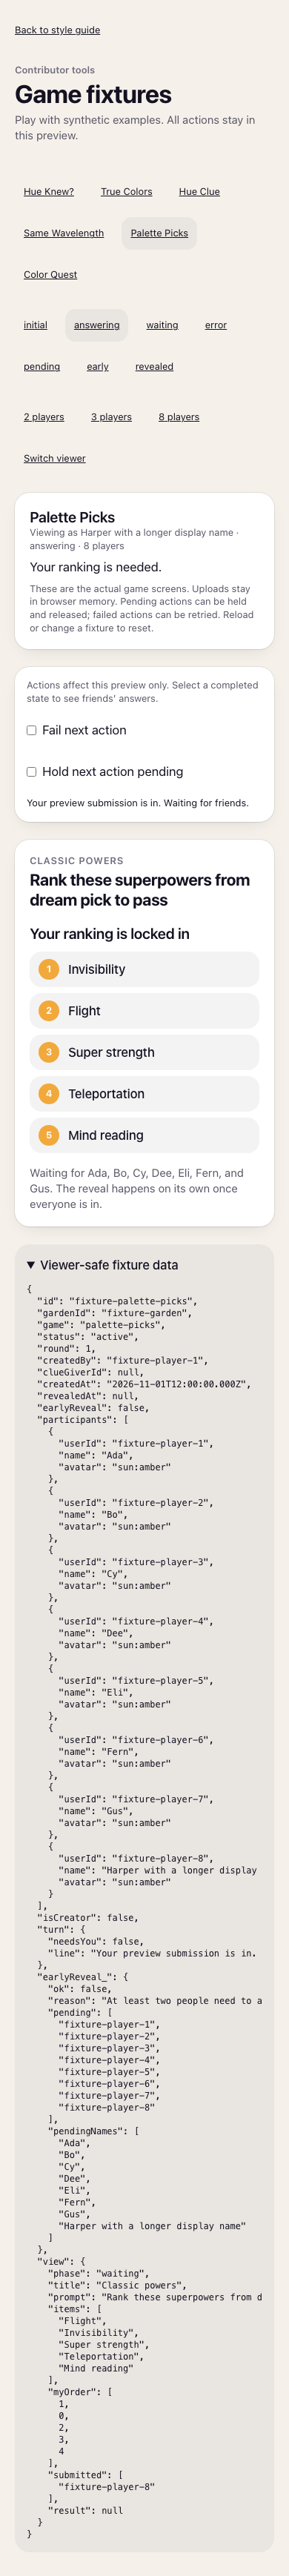 Back to style guide
Contributor tools
Game fixtures
Play with synthetic examples. All actions stay in
this preview.
Hue Knew? True Colors Hue Clue
Same Wavelength Palette Picks
Color Quest
initial answering waiting error
pending early revealed
2 players 3 players 8 players
Switch viewer
Palette Picks
Viewing as Harper with a longer display name ·
answering · 8 players
Your ranking is needed.
These are the actual game screens. Uploads stay
in browser memory. Pending actions can be held
and released; failed actions can be retried. Reload
or change a fixture to reset.
Actions affect this preview only. Select a completed
state to see friends' answers.
Fail next action
Hold next action pending
Your preview submission is in. Waiting for friends.
CLASSIC POWERS
Rank these superpowers from
dream pick to pass
Your ranking is locked in
1 Invisibility
2 Flight
3 Super strength
4 Teleportation
5 Mind reading
Waiting for Ada, Bo, Cy, Dee, Eli, Fern, and
Gus. The reveal happens on its own once
everyone is in.
▼ Viewer-safe fixture data
{
"id": "fixture-palette-picks",
"gardenId": "fixture-garden",
"game": "palette-picks",
"status": "active",
"round": 1,
"createdBy": "fixture-player-1",
"clueGiverId": null,
"createdAt": "2026-11-01T12:00:00.000Z",
"revealedAt": null,
"earlyReveal": false,
"participants": [
{
"userId": "fixture-player-1",
"name": "Ada",
"avatar": "sun:amber"
},
{
"userId": "fixture-player-2",
"name": "Bo",
"avatar": "sun:amber"
},
{
"userId": "fixture-player-3",
"name": "Cy",
"avatar": "sun:amber"
},
{
"userId": "fixture-player-4",
"name": "Dee",
"avatar": "sun:amber"
},
{
"userId": "fixture-player-5",
"name": "Eli",
"avatar": "sun:amber"
},
{
"userId": "fixture-player-6",
"name": "Fern",
"avatar": "sun:amber"
},
{
"userId": "fixture-player-7",
"name": "Gus",
"avatar": "sun:amber"
},
{
"userId": "fixture-player-8",
"name": "Harper with a longer display
"avatar": "sun:amber"
}
],
"isCreator": false,
"turn": {
"needsYou": false,
"line": "Your preview submission is in.
},
"earlyReveal_": {
"ok": false,
"reason": "At least two people need to a
"pending": [
"fixture-player-1",
"fixture-player-2",
"fixture-player-3",
"fixture-player-4",
"fixture-player-5",
"fixture-player-6",
"fixture-player-7",
"fixture-player-8"
],
"pendingNames": [
"Ada",
"Bo",
"Cy",
"Dee",
"Eli",
"Fern",
"Gus",
"Harper with a longer display name"
]
},
"view": {
"phase": "waiting",
"title": "Classic powers",
"prompt": "Rank these superpowers from d
"items": [
"Flight",
"Invisibility",
"Super strength",
"Teleportation",
"Mind reading"
],
"myOrder": [
1,
0,
2,
3,
4
],
"submitted": [
"fixture-player-8"
],
"result": null
}
}